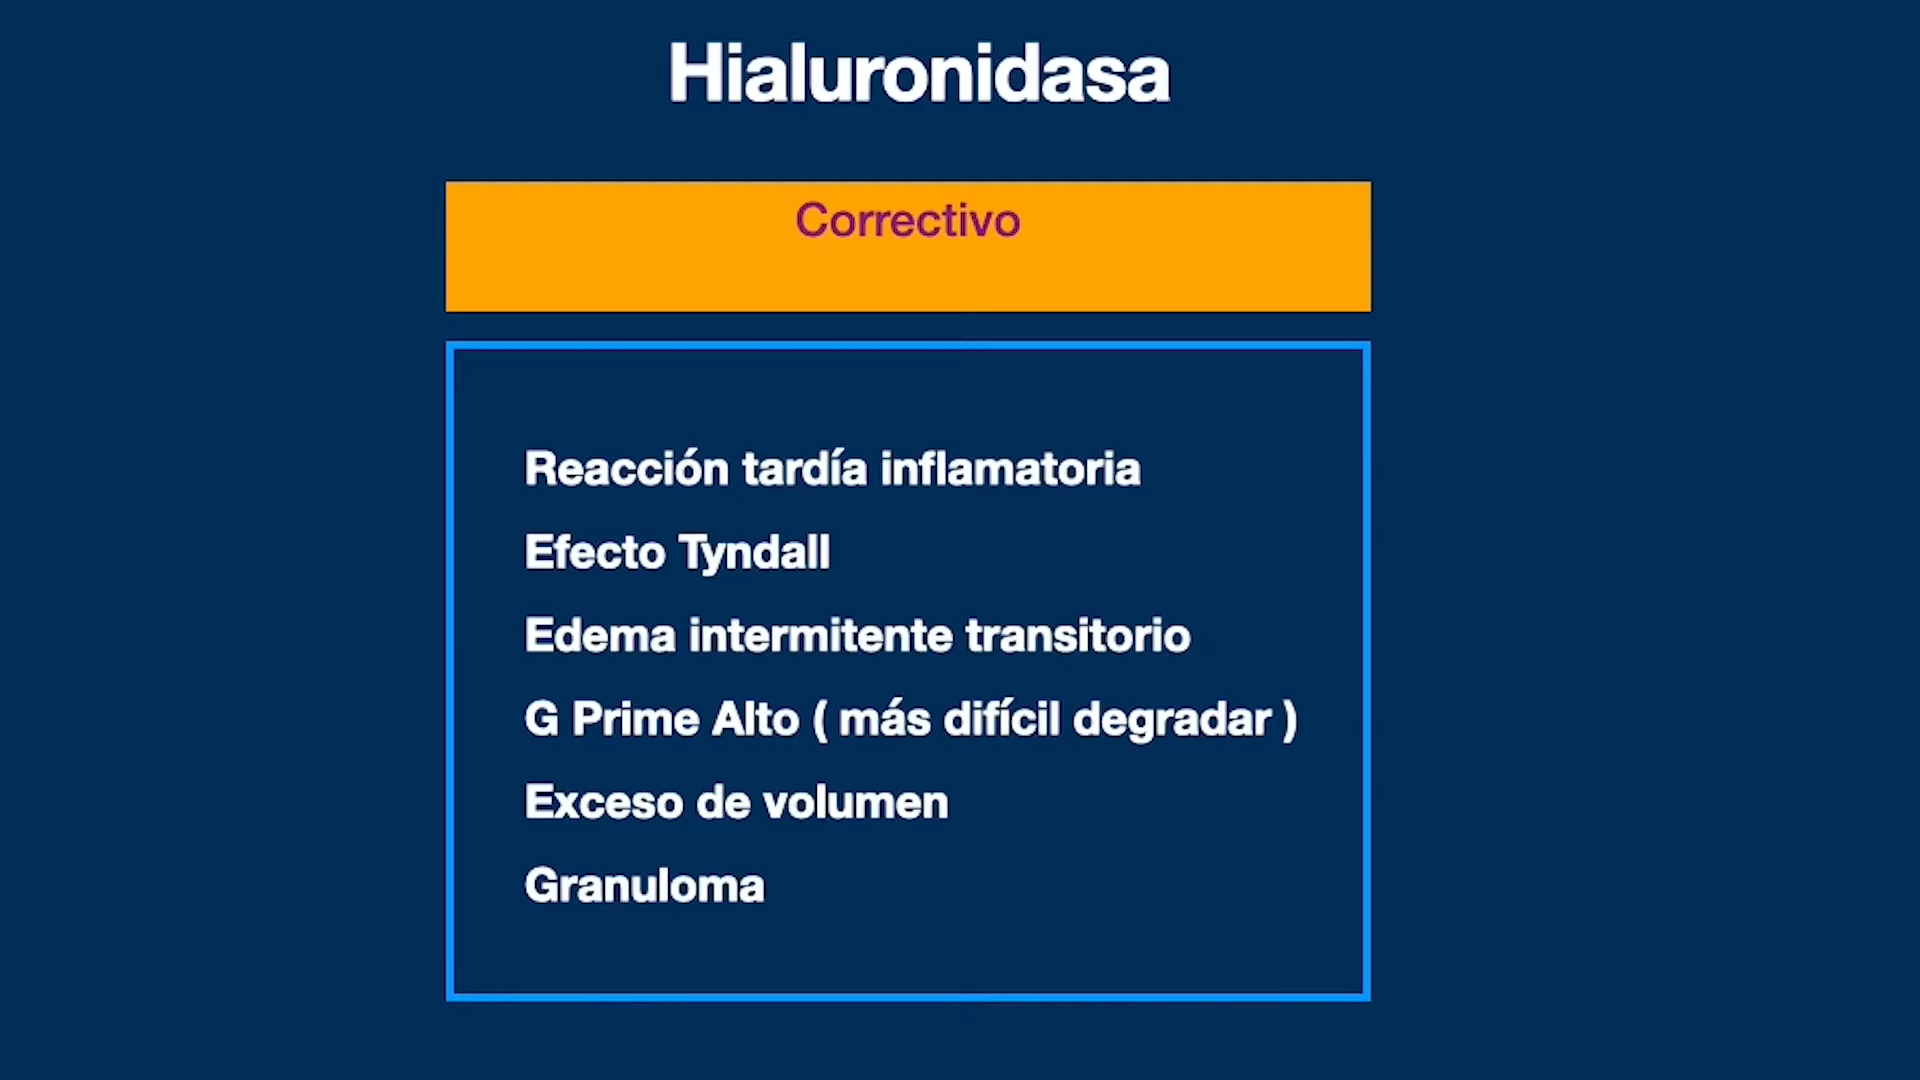 Hialuronidasa
Correctivo
Reacción tardía inflamatoria
Efecto Tyndall
Edema intermitente transitorio
G Prime Alto ( más difícil degradar )
Exceso de volumen
Granuloma